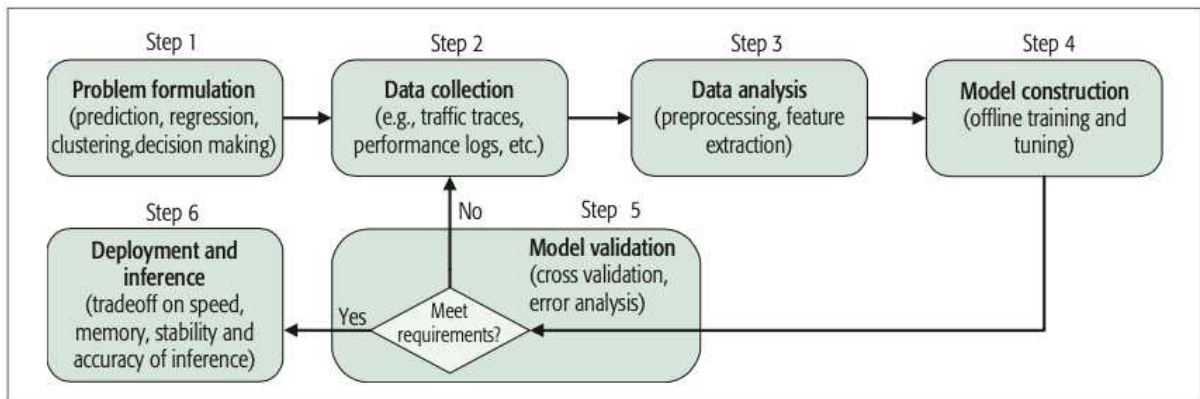 Step 1
Problem formulation
(prediction, regression,
clustering,decision making)
Step 2
Data collection
(e.g., traffic traces,
performance logs, etc.)
Step 3
Data analysis
(preprocessing, feature
extraction)
Step 4
Model construction
(offline training and
tuning)
Step 5
Model validation
(cross validation,
error analysis)
Meet
requirements?
No
Yes
Step 6
Deployment and
inference
(tradeoff on speed,
memory, stability and
accuracy of inference)